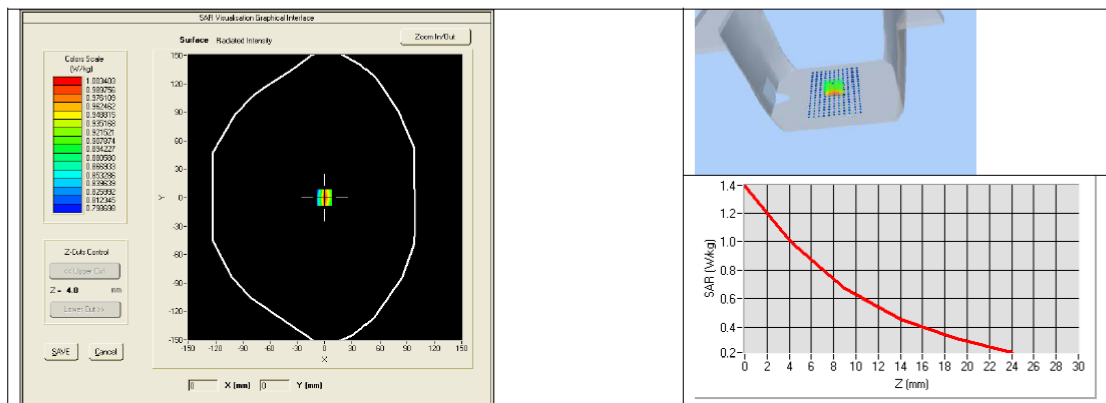 SAR Visualisation Graphical Interface
Surface Radiated Intensity
Zoom In/Out
Colors Scale
(W/kg)
1.003403
0.989756
0.976109
0.962462
0.948815
0.935168
0.921521
0.907874
0.894227
0.880580
0.866933
0.853286
0.839639
0.825992
0.812345
0.798698
150
120
90
60
30
0
-30
-60
-90
-120
-150
Y
-150 -120 -90 -60 -30 0 30 60 90 120 150
X
Z-Cuts Control
<< Upper Cut
Z = 4.0 mm
Lower Cut >>
SAVE Cancel
0 X (mm) 0 Y (mm)
1.4
1.2
1.0
0.8
0.6
0.4
0.2
SAR (W/kg)
0 2 4 6 8 10 12 14 16 18 20 22 24 26 28 30
Z (mm)